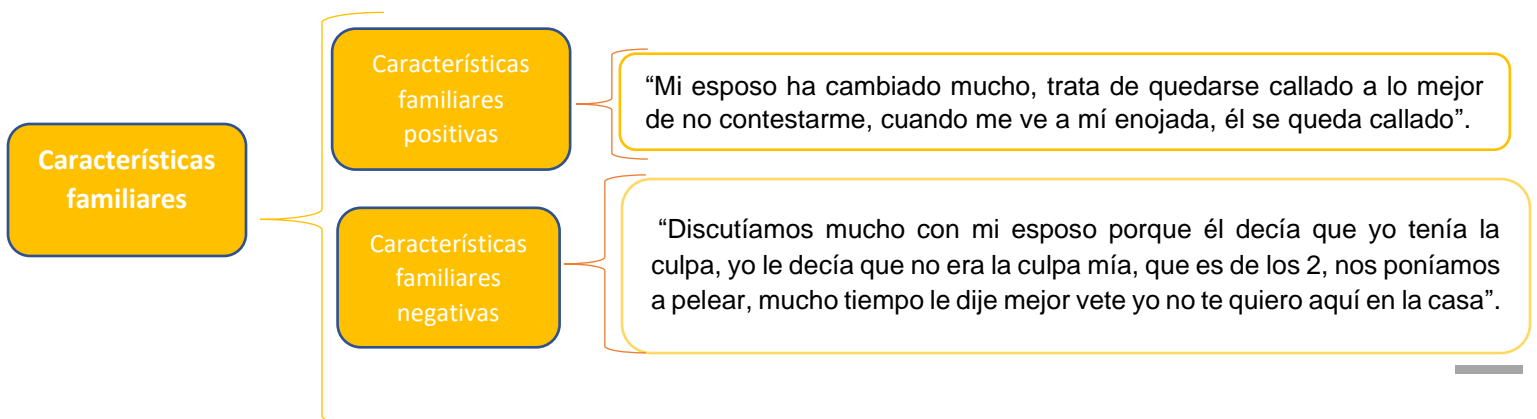 Características
familiares
Características
familiares
positivas
“Mi esposo ha cambiado mucho, trata de quedarse callado a lo mejor
de no contestarme, cuando me ve a mí enojada, él se queda callado”.
Características
familiares
negativas
“Discutíamos mucho con mi esposo porque él decía que yo tenía la
culpa, yo le decía que no era la culpa mía, que es de los 2, nos poníamos
a pelear, mucho tiempo le dije mejor vete yo no te quiero aquí en la casa”.